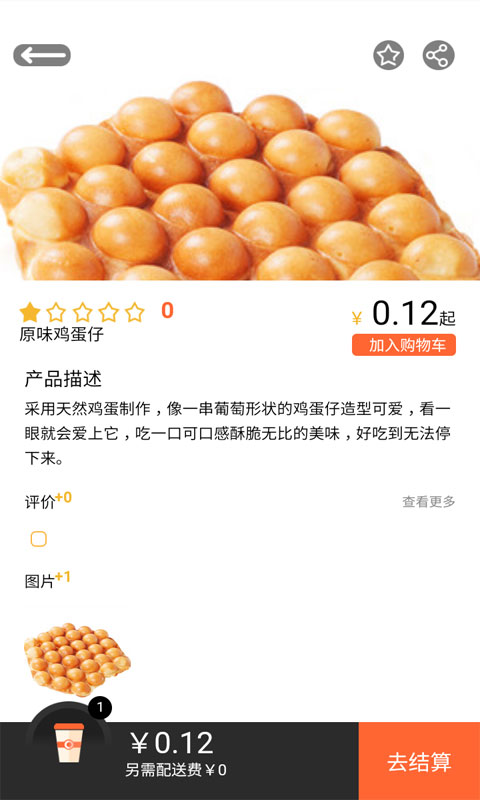 0
¥ 0.12起
原味鸡蛋仔
加入购物车
产品描述
采用天然鸡蛋制作，像一串葡萄形状的鸡蛋仔造型可爱，看一
眼就会爱上它，吃一口可口感酥脆无比的美味，好吃到无法停
下来。
评价+0
查看更多
图片+1
1
¥0.12
另需配送费¥0
去结算